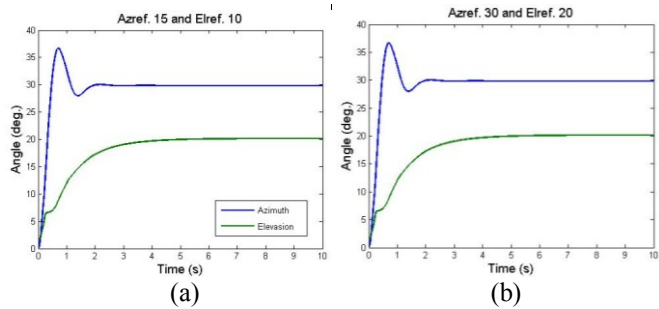 Azref. 15 and Elref. 10
Angle (deg.)
40
35
30
25
20
15
10
5
0
Azimuth
Elevasion
0 1 2 3 4 5 6 7 8 9 10
Time (s)
(a)
Azref. 30 and Elref. 20
Angle (deg.)
40
35
30
25
20
15
10
5
0
0 1 2 3 4 5 6 7 8 9 10
Time (s)
(b)